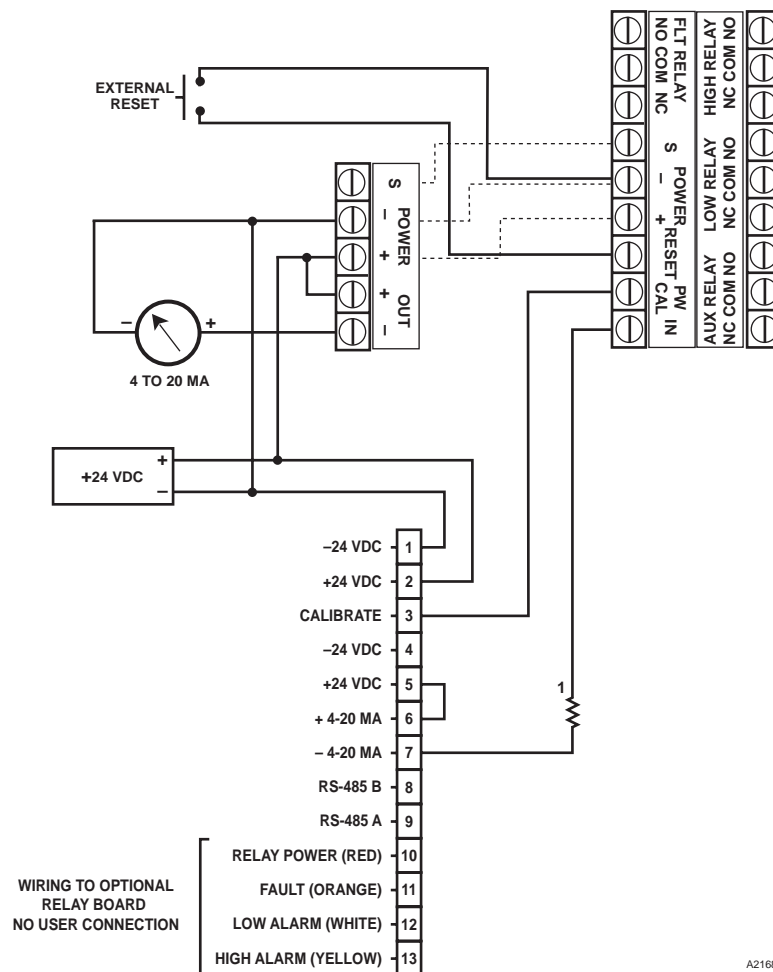 EXTERNAL
RESET
FLT RELAY
NO COM NC
HIGH RELAY
NC COM NO
S
–
+
POWER
LOW RELAY
NC COM NO
RESET
PW
CAL
IN
AUX RELAY
NC COM NO
S
–
POWER
+
+
OUT
–
–
+
4 TO 20 MA
+24 VDC
+
–
–24 VDC 1
+24 VDC 2
CALIBRATE 3
–24 VDC 4
+24 VDC 5
+ 4-20 MA 6
– 4-20 MA 7
RS-485 B 8
RS-485 A 9
RELAY POWER (RED) 10
FAULT (ORANGE) 11
LOW ALARM (WHITE) 12
HIGH ALARM (YELLOW) 13
1
WIRING TO OPTIONAL
RELAY BOARD
NO USER CONNECTION